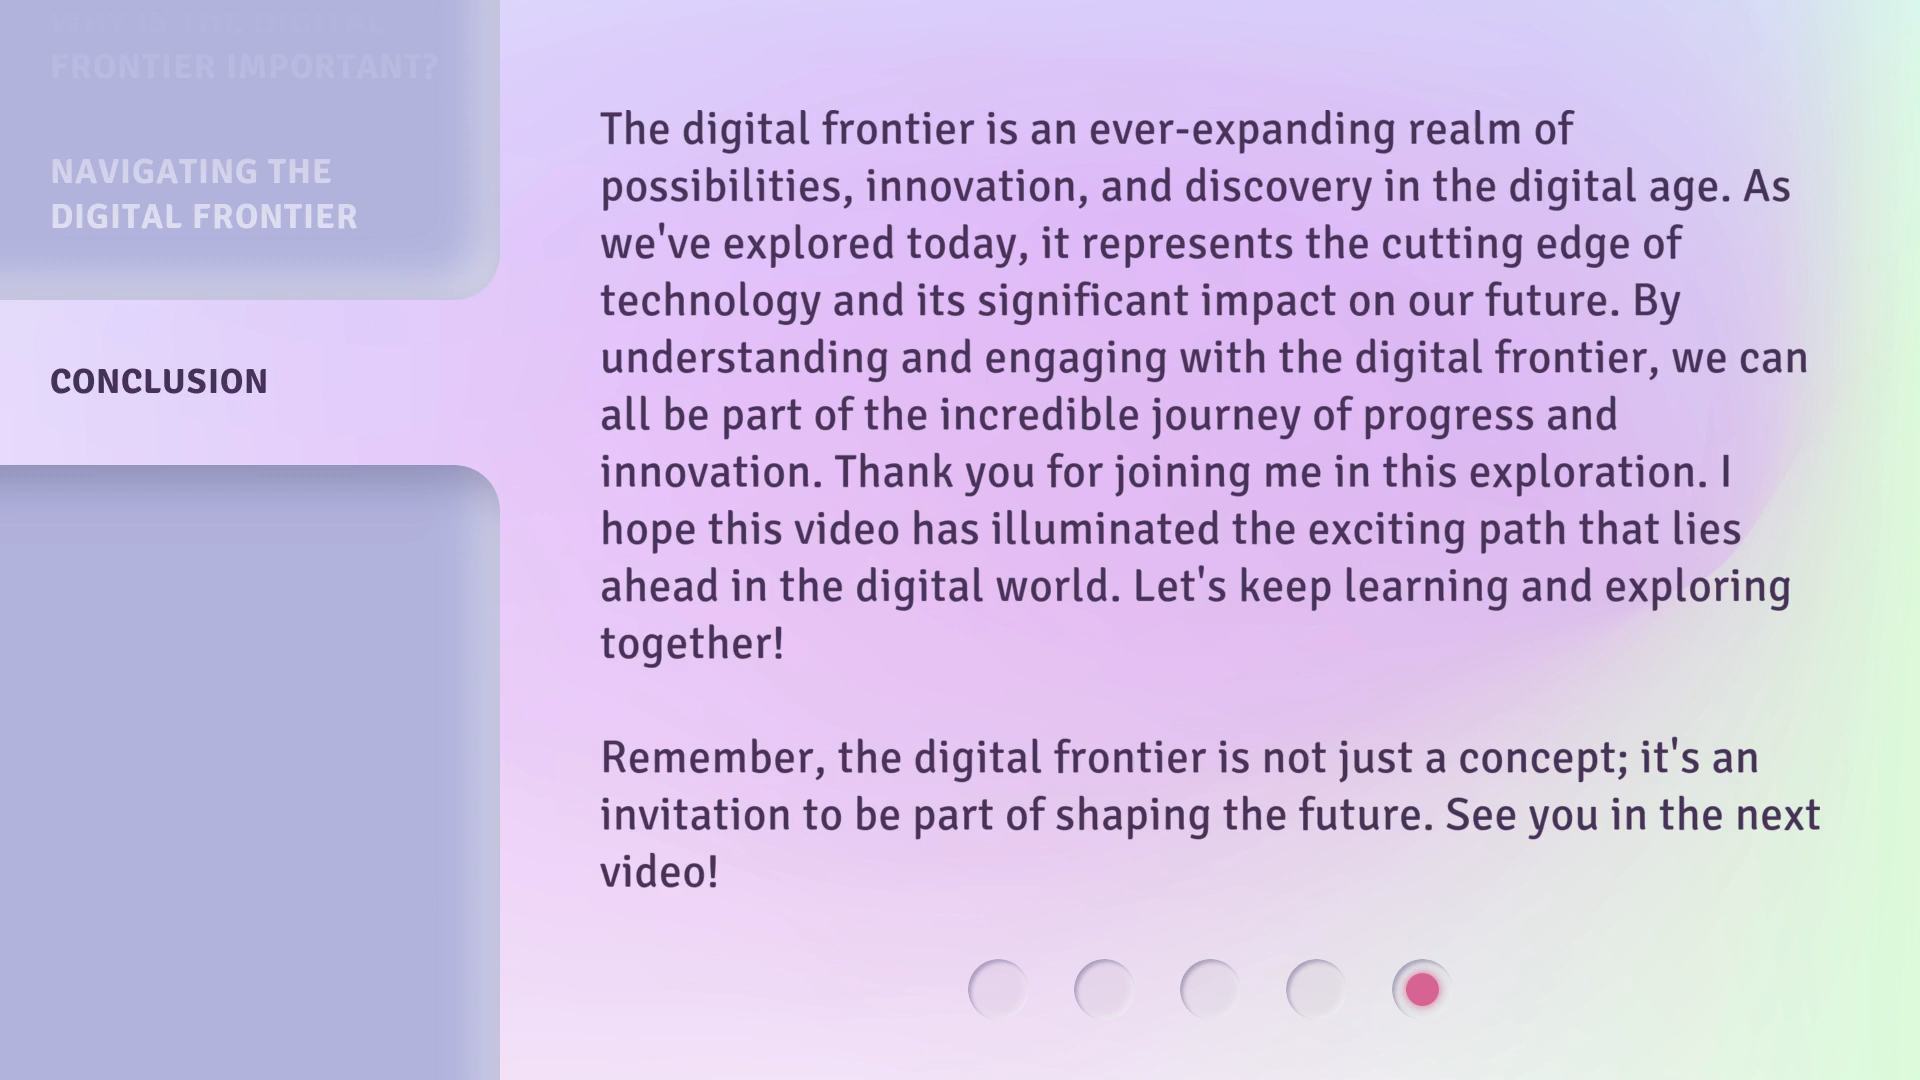 WHY IS THE DIGITAL
FRONTIER IMPORTANT?
NAVIGATING THE
DIGITAL FRONTIER
CONCLUSION
The digital frontier is an ever-expanding realm of
possibilities, innovation, and discovery in the digital age. As
we've explored today, it represents the cutting edge of
technology and its significant impact on our future. By
understanding and engaging with the digital frontier, we can
all be part of the incredible journey of progress and
innovation. Thank you for joining me in this exploration. I
hope this video has illuminated the exciting path that lies
ahead in the digital world. Let's keep learning and exploring
together!
Remember, the digital frontier is not just a concept; it's an
invitation to be part of shaping the future. See you in the next
video!